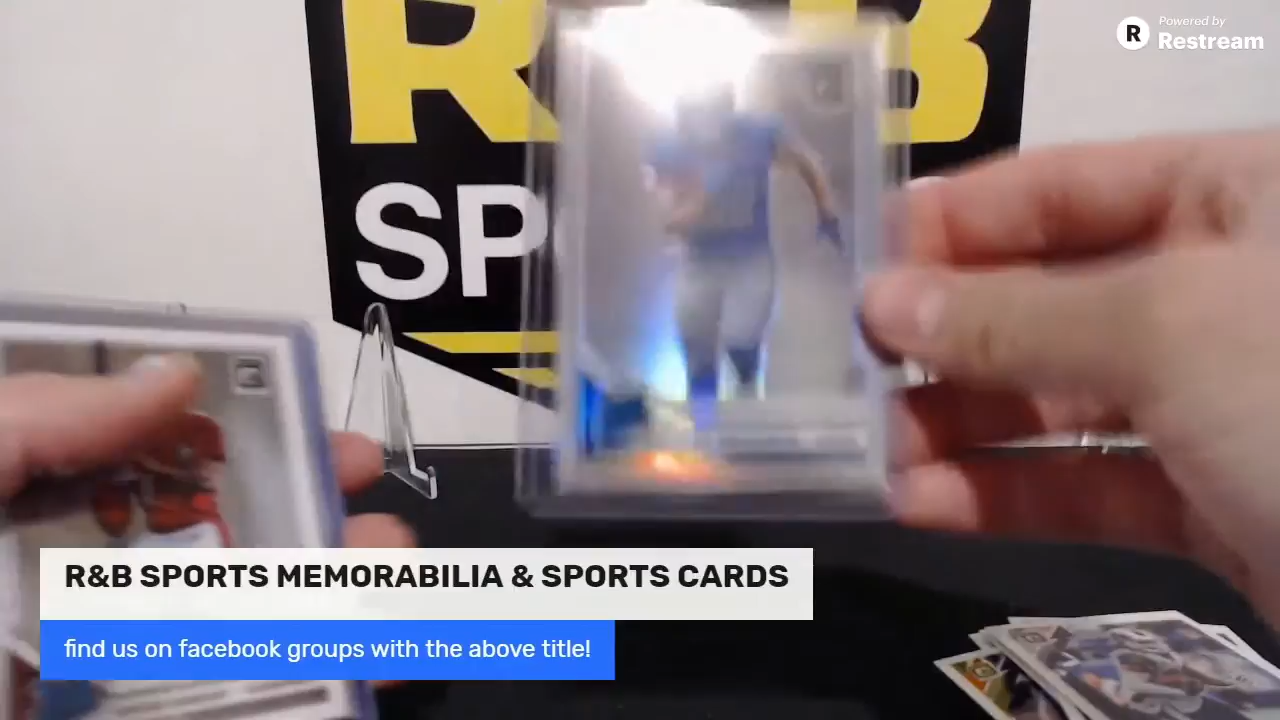 Powered by
R Restream
R B
SP
R&B SPORTS MEMORABILIA & SPORTS CARDS
find us on facebook groups with the above title!